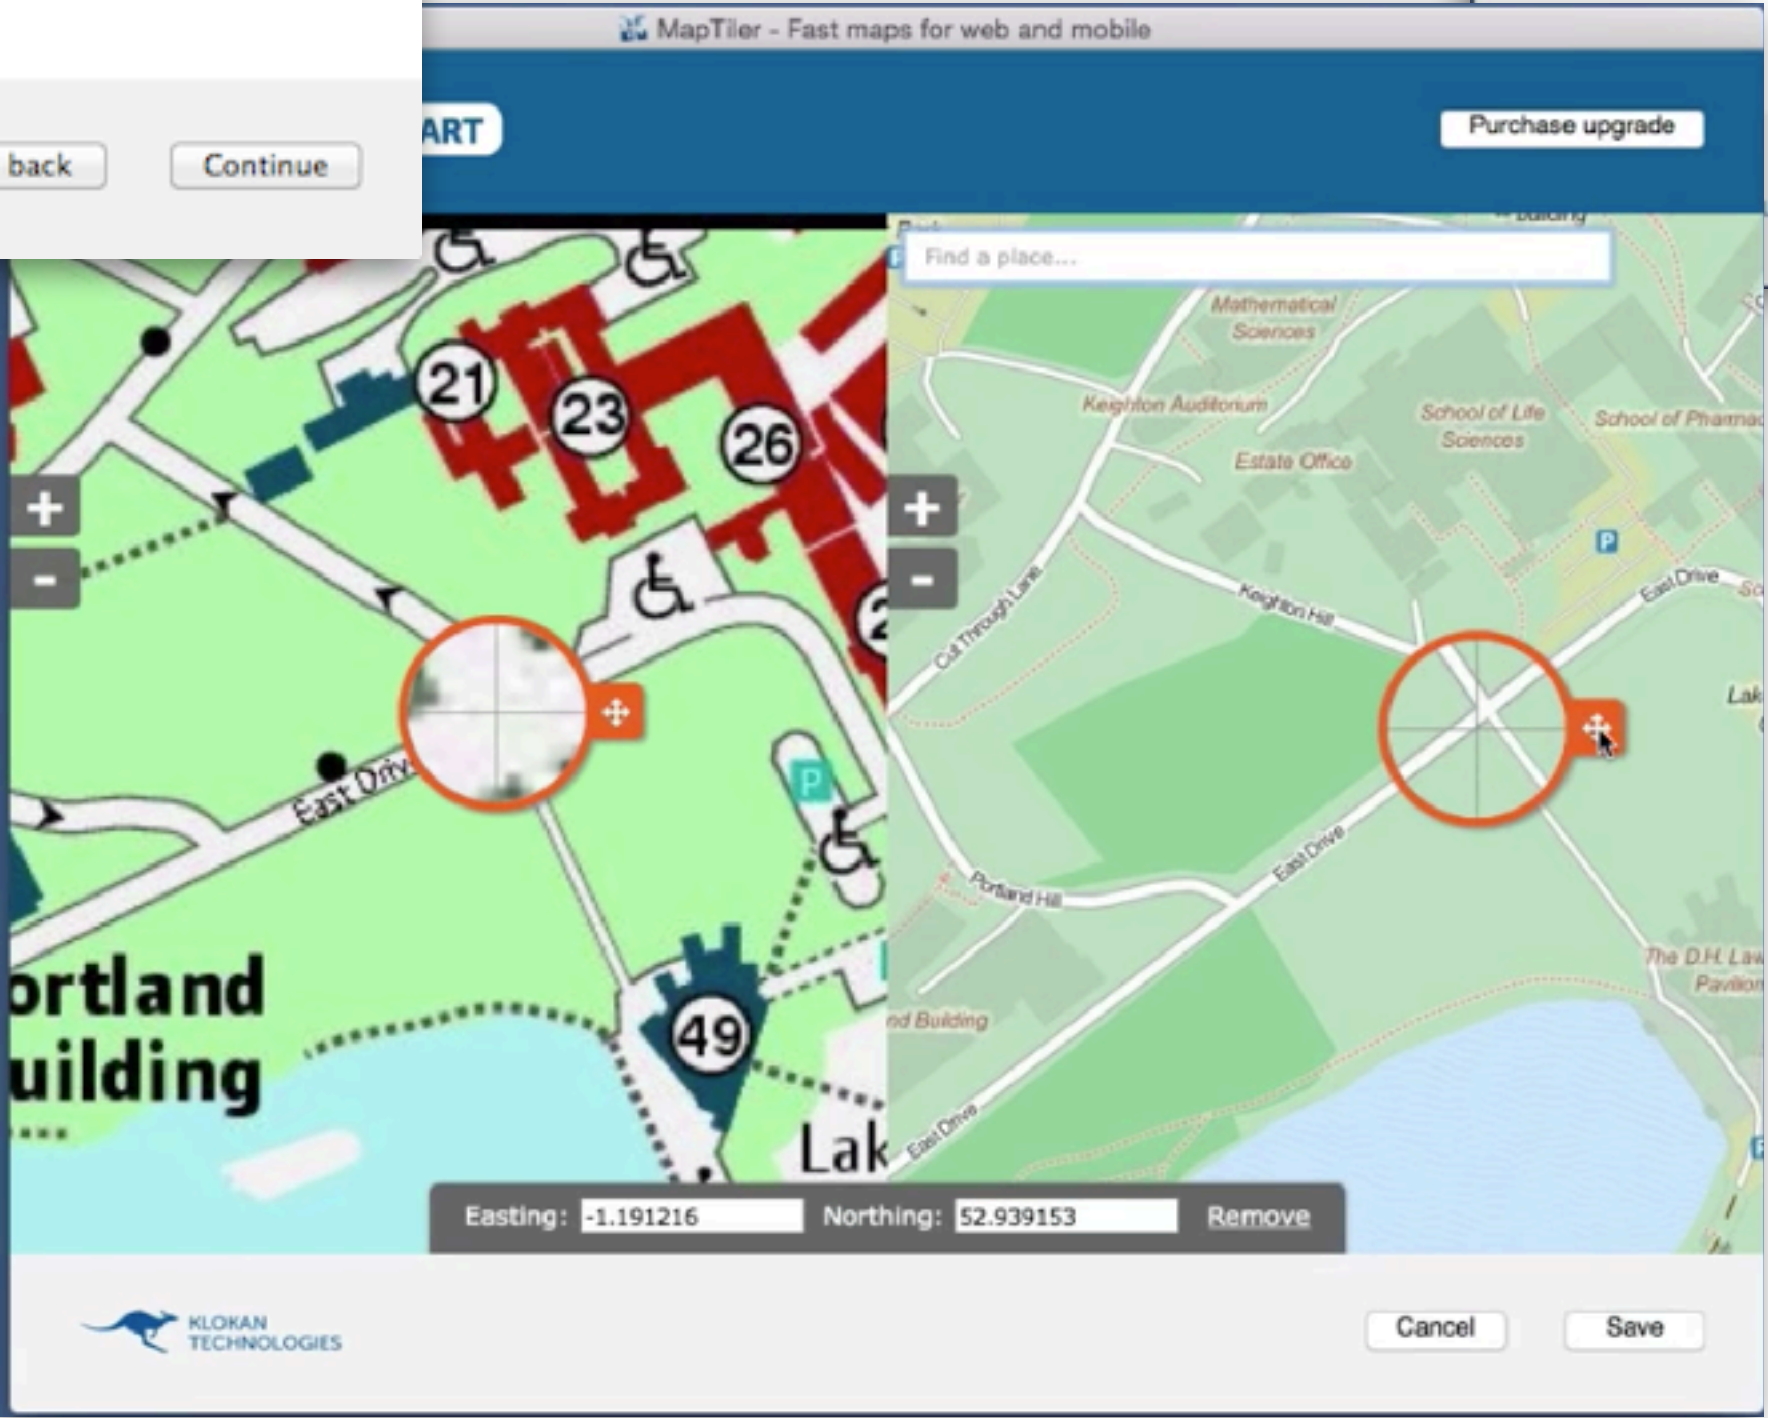 MapTiler - Fast maps for web and mobile
ART
Purchase upgrade
back
Continue
Find a place...
building
21
23
26
2
+
-
P
East Driv
ortland
uilding
49
Lak
Mathematical
Sciences
Keighton Auditorium
School of Life
Sciences
School of Pharmac
Estate Office
+
-
P
Cut Through Lane
Keighton Hill
East Drive
Lak
East Drive
Portland Hill
The D.H. Law
Pavilion
nd Building
East Drive
Easting: -1.191216 Northing: 52.939153 Remove
KLOKAN
TECHNOLOGIES
Cancel
Save